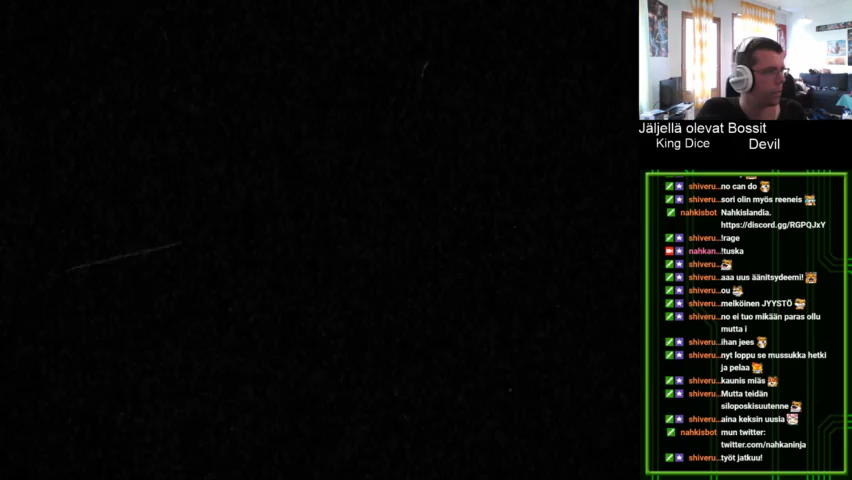 Jäljellä olevat Bossit
King Dice Devil
shiveru...no can do
shiveru...sori olin myös reeneis
nahkisbot Nahkislandia.
https://discord.gg/RGPQJxY
shiveru...!rage
nahkan...!tuska
shiveru...
shiveru...aaa uus äänitsydeemi!
shiveru...ou
shiveru...melköinen JYYSTÖ
shiveru...no ei tuo mikään paras ollu
mutta i
shiveru...ihan jees
shiveru...nyt loppu se mussukka hetki
ja pelaa
shiveru...kaunis miäs
shiveru...Mutta teidän
siloposkisuutenne
shiveru...aina keksin uusia
nahkisbot mun twitter:
twitter.com/nahkaninja
shiveru...työt jatkuu!